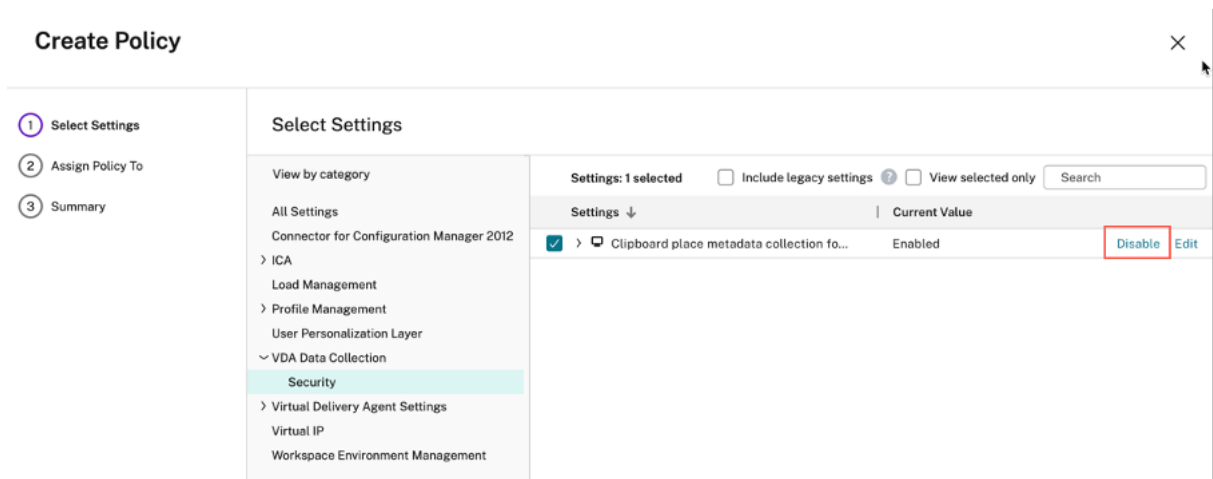 Create Policy
1 Select Settings
2 Assign Policy To
3 Summary
Select Settings
View by category
All Settings
Connector for Configuration Manager 2012
ICA
Load Management
Profile Management
User Personalization Layer
VDA Data Collection
Security
Virtual Delivery Agent Settings
Virtual IP
Workspace Environment Management
Settings: 1 selected Include legacy settings ? View selected only Search
Settings ↓ Current Value
Clipboard place metadata collection fo... Enabled Disable Edit